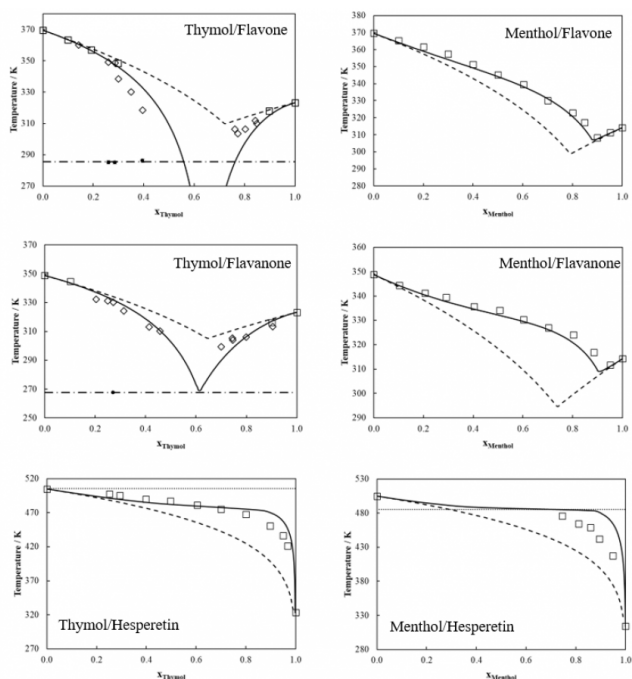 Thymol/Flavone
Temperature / K
390
370
350
330
310
290
270
0.0 0.2 0.4 0.6 0.8 1.0
xThymol
Menthol/Flavone
Temperature / K
380
370
360
350
340
330
320
310
300
290
280
0.0 0.2 0.4 0.6 0.8 1.0
xMenthol
Thymol/Flavanone
Temperature / K
370
350
330
310
290
270
250
0.0 0.2 0.4 0.6 0.8 1.0
xThymol
Menthol/Flavanone
Temperature / K
360
350
340
330
320
310
300
290
0.0 0.2 0.4 0.6 0.8 1.0
xMenthol
Thymol/Hesperetin
Temperature / K
520
470
420
370
320
270
0.0 0.2 0.4 0.6 0.8 1.0
xThymol
Menthol/Hesperetin
Temperature / K
530
480
430
380
330
280
0.0 0.2 0.4 0.6 0.8 1.0
xMenthol